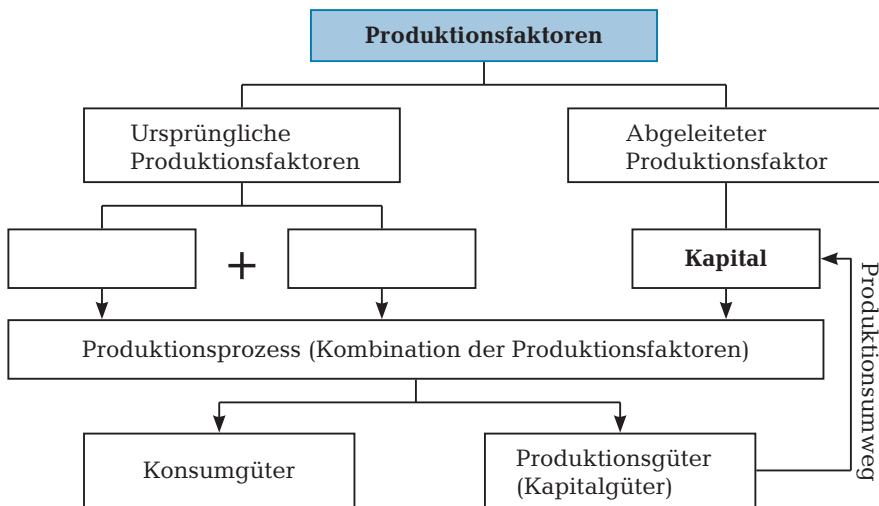 Produktionsfaktoren
Ursprüngliche
Produktionsfaktoren
Abgeleiteter
Produktionsfaktor
+
Kapital
Produktionsumweg
Produktionsprozess (Kombination der Produktionsfaktoren)
Konsumgüter
Produktionsgüter
(Kapitalgüter)